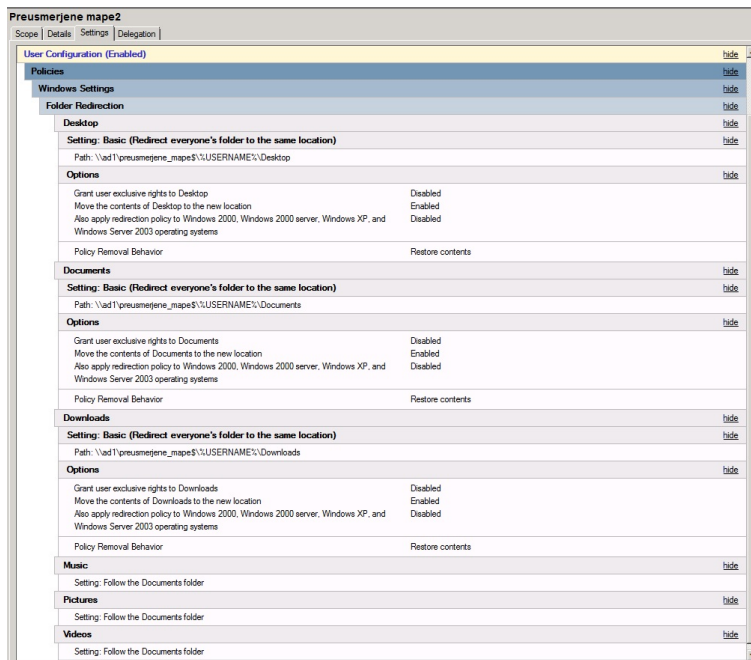 Preusmerjene mape2
Scope Details Settings Delegation
User Configuration (Enabled) hide
Policies hide
Windows Settings hide
Folder Redirection hide
Desktop hide
Setting: Basic (Redirect everyone's folder to the same location) hide
Path: \\ad1\preusmerjene_mape$\%USERNAME%\Desktop
Options hide
Grant user exclusive rights to Desktop Disabled
Move the contents of Desktop to the new location Enabled
Also apply redirection policy to Windows 2000, Windows 2000 server, Windows XP, and Disabled
Windows Server 2003 operating systems
Policy Removal Behavior Restore contents
Documents hide
Setting: Basic (Redirect everyone's folder to the same location) hide
Path: \\ad1\preusmerjene_mape$\%USERNAME%\Documents
Options hide
Grant user exclusive rights to Documents Disabled
Move the contents of Documents to the new location Enabled
Also apply redirection policy to Windows 2000, Windows 2000 server, Windows XP, and Disabled
Windows Server 2003 operating systems
Policy Removal Behavior Restore contents
Downloads hide
Setting: Basic (Redirect everyone's folder to the same location) hide
Path: \\ad1\preusmerjene_mape$\%USERNAME%\Downloads
Options hide
Grant user exclusive rights to Downloads Disabled
Move the contents of Downloads to the new location Enabled
Also apply redirection policy to Windows 2000, Windows 2000 server, Windows XP, and Disabled
Windows Server 2003 operating systems
Policy Removal Behavior Restore contents
Music hide
Setting: Follow the Documents folder
Pictures hide
Setting: Follow the Documents folder
Videos hide
Setting: Follow the Documents folder